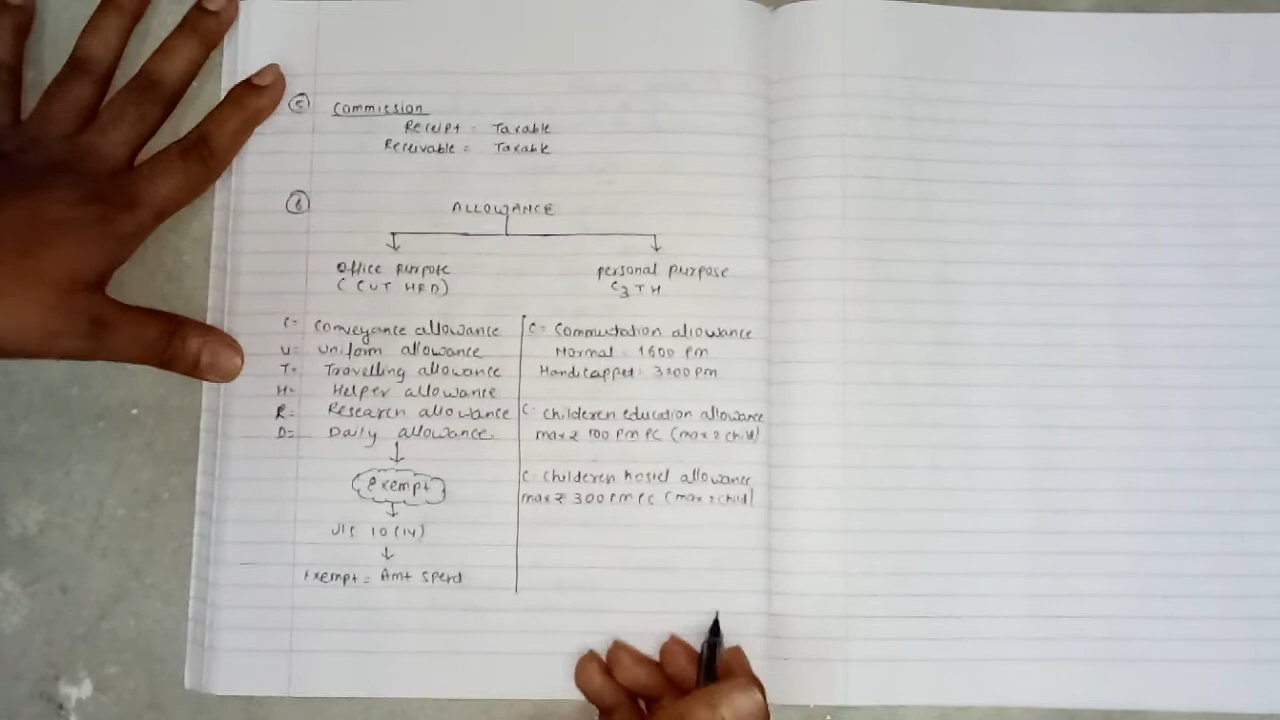 5 Commission
Receipt = Taxable
Receivable = Taxable
6 ALLOWANCE
Office purpose
(CUT HRD)
C = Conveyance allowance
U = Uniform allowance
T = Travelling allowance
H = Helper allowance
R = Research allowance
D = Daily allowance
Exempt
U/s 10(14)
Exempt = Amt spend
personal purpose
C3 T H
C = Commutation allowance
Normal : 1600 pm
Handicapped : 3200 pm
C : Childeren education allowance
max ₹ 100 PM PC (max 2 child)
C : Childeren hostel allowance
max ₹ 300 PM PC (max 2 child)